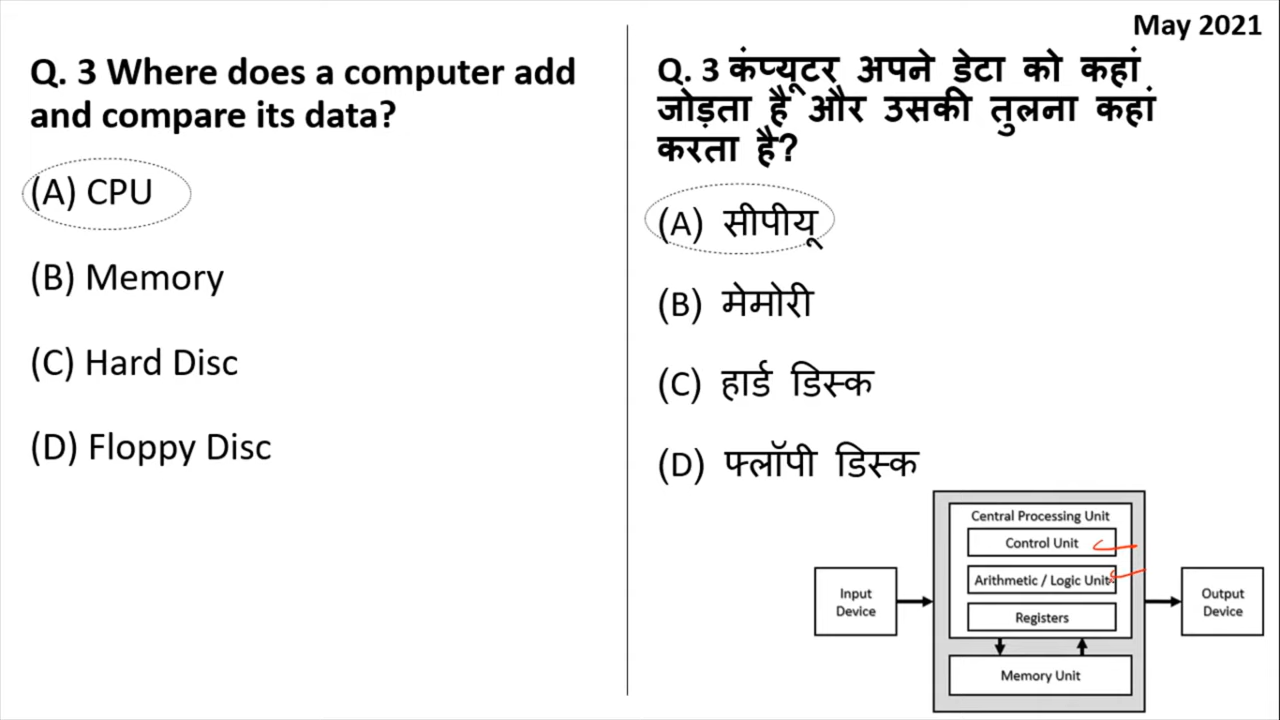 May 2021
Q. 3 Where does a computer add
and compare its data?
(A) CPU
(B) Memory
(C) Hard Disc
(D) Floppy Disc
Q. 3 कंप्यूटर अपने डेटा को कहां
जोड़ता है और उसकी तुलना कहां
करता है?
(A) सीपीयू
(B) मेमोरी
(C) हार्ड डिस्क
(D) फ्लॉपी डिस्क
Central Processing Unit
Control Unit
Arithmetic / Logic Unit
Registers
Memory Unit
Input
Device
Output
Device